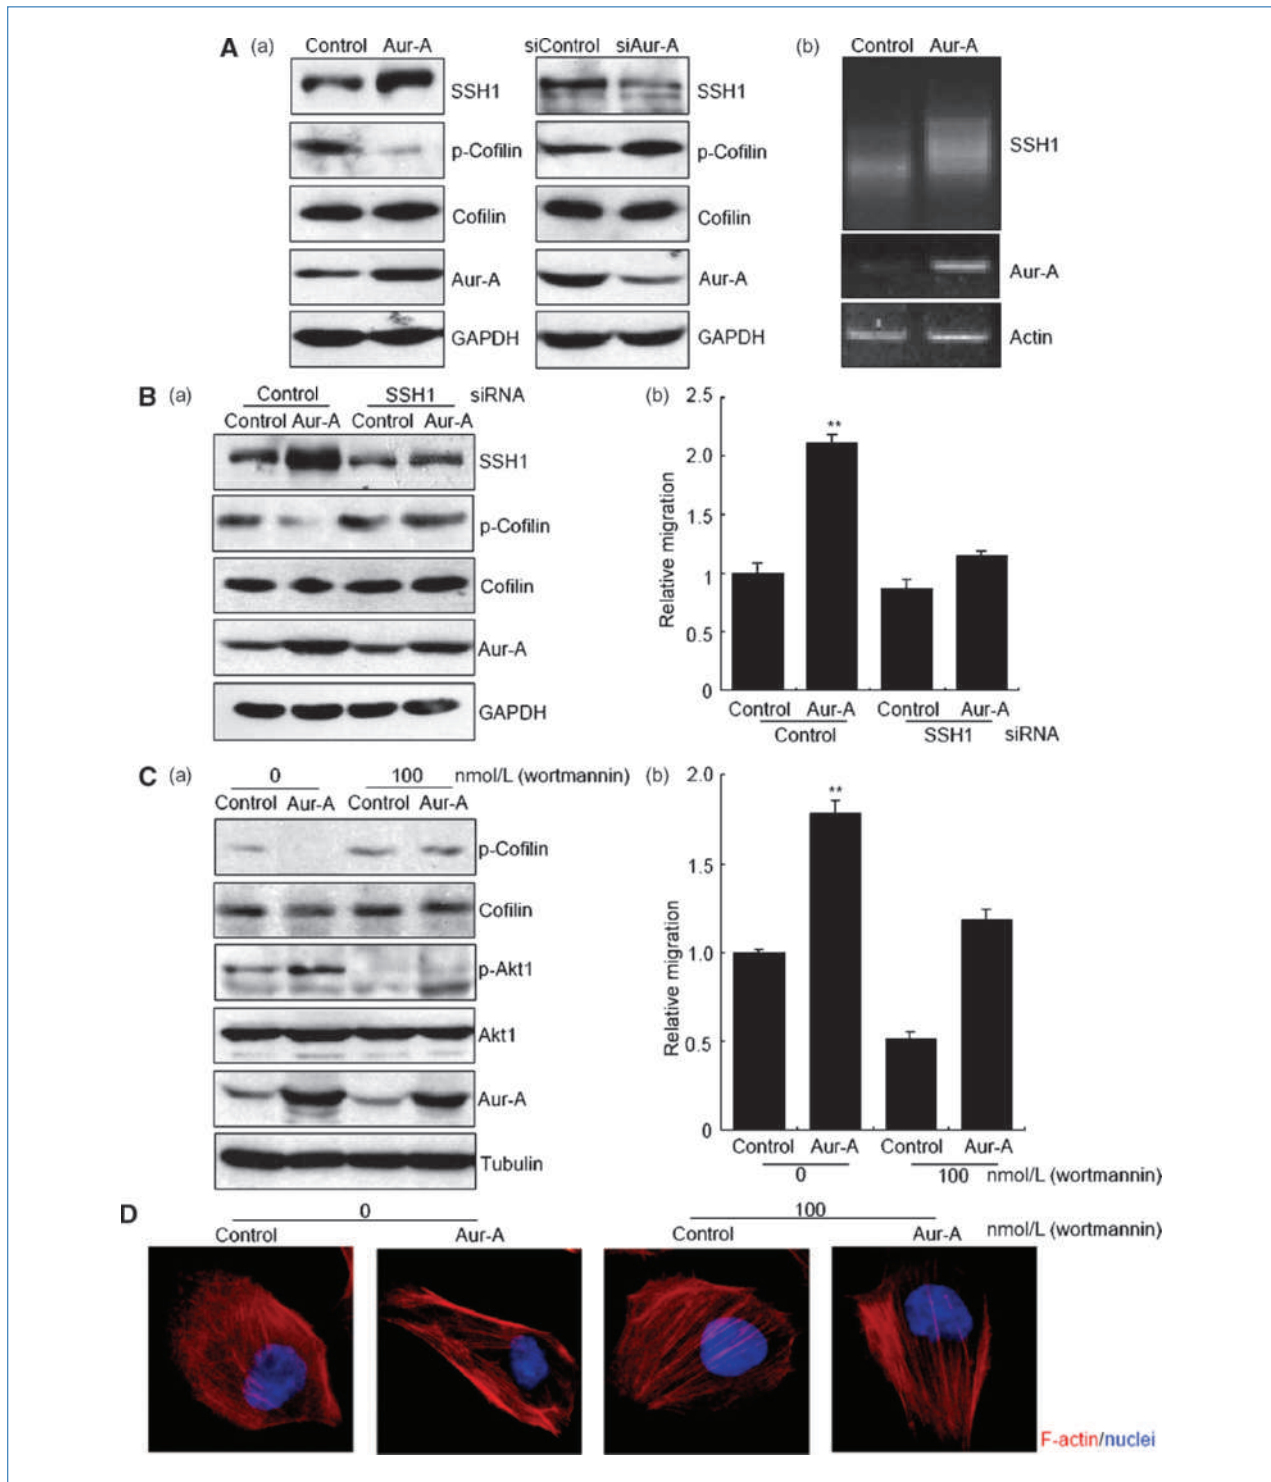 A (a) Control Aur-A siControl siAur-A (b) Control Aur-A
SSH1 SSH1 SSH1
p-Cofilin p-Cofilin
Cofilin Cofilin
Aur-A Aur-A Aur-A
GAPDH GAPDH Actin
B (a) Control SSH1 siRNA
Control Aur-A Control Aur-A
SSH1
p-Cofilin
Cofilin
Aur-A
GAPDH
(b)
Relative migration
2.5
2.0
1.5
1
0.5
0
**
Control Aur-A Control Aur-A
Control SSH1 siRNA
C (a) 0 100 nmol/L (wortmannin)
Control Aur-A Control Aur-A
p-Cofilin
Cofilin
p-Akt1
Akt1
Aur-A
Tubulin
(b)
Relative migration
2.0
1.5
1.0
0.5
0
**
Control Aur-A Control Aur-A
0 100 nmol/L (wortmannin)
D 0 100 nmol/L (wortmannin)
Control Aur-A Control Aur-A
F-actin/nuclei